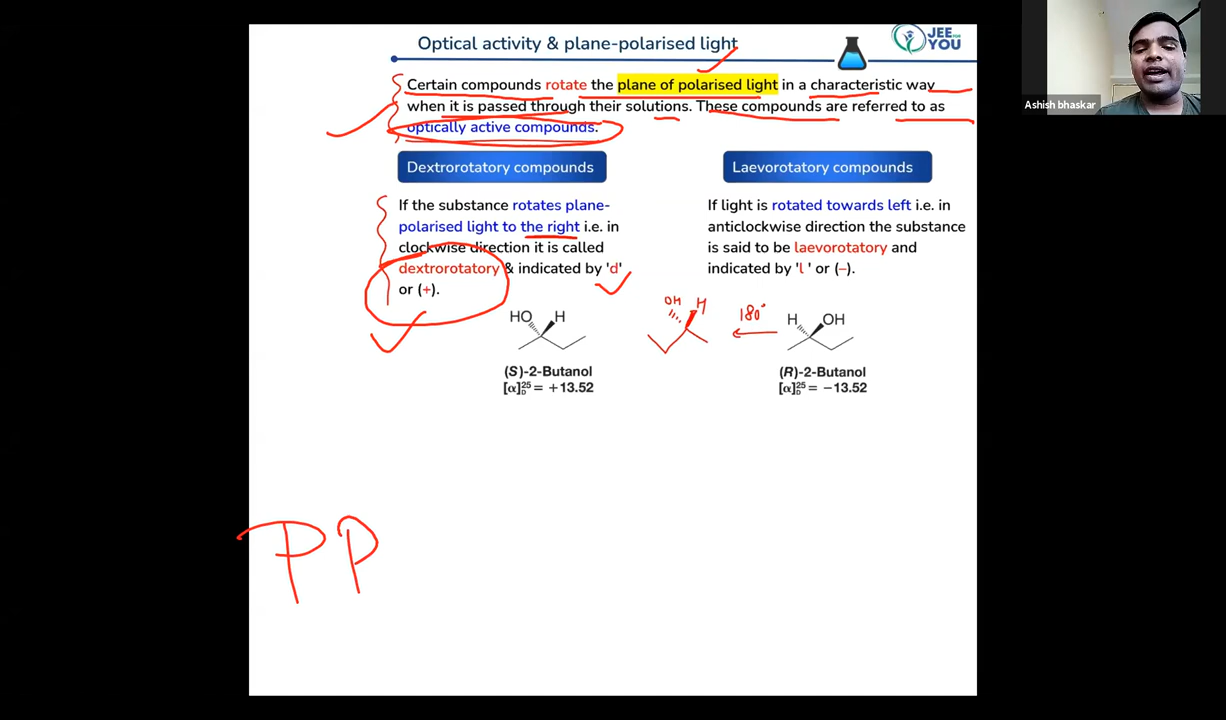 Optical activity & plane-polarised light
JEE
YOU
Ashish bhaskar
Certain compounds rotate the plane of polarised light in a characteristic way
when it is passed through their solutions. These compounds are referred to as
optically active compounds.
Dextrorotatory compounds
If the substance rotates plane-
polarised light to the right i.e. in
clockwise direction it is called
dextrorotatory & indicated by 'd'
or (+).
HO H
(S)-2-Butanol
[α]25D = +13.52
Laevorotatory compounds
If light is rotated towards left i.e. in
anticlockwise direction the substance
is said to be laevorotatory and
indicated by 'l ' or (–).
OH H
180°
H OH
(R)-2-Butanol
[α]25D = −13.52
PP